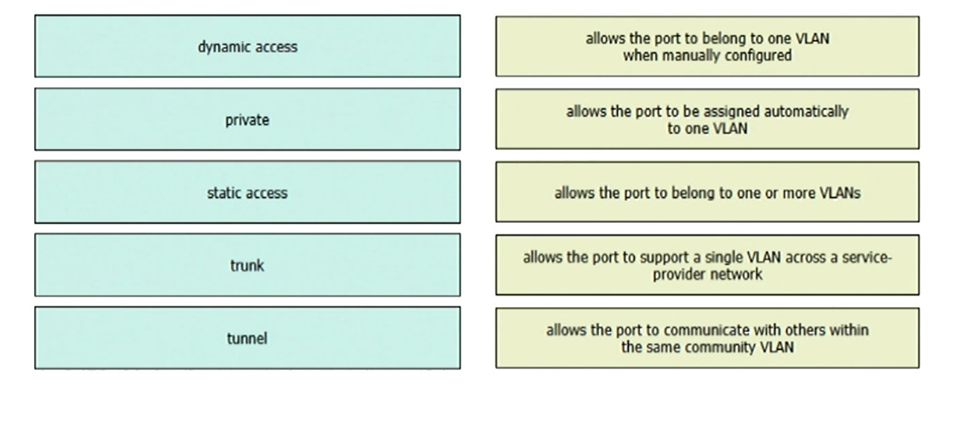 dynamic access
private
static access
trunk
tunnel
allows the port to belong to one VLAN
when manually configured
allows the port to be assigned automatically
to one VLAN
allows the port to belong to one or more VLANs
allows the port to support a single VLAN across a service-
provider network
allows the port to communicate with others within
the same community VLAN